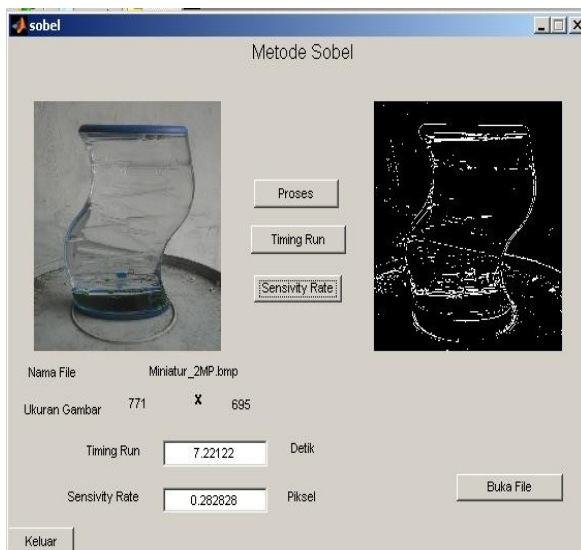 sobel
Metode Sobel
Proses
Timing Run
Sensivity Rate
Nama File Miniatur_2MP.bmp
Ukuran Gambar 771 x 695
Timing Run 7.22122 Detik
Sensivity Rate 0.282828 Piksel
Buka File
Keluar